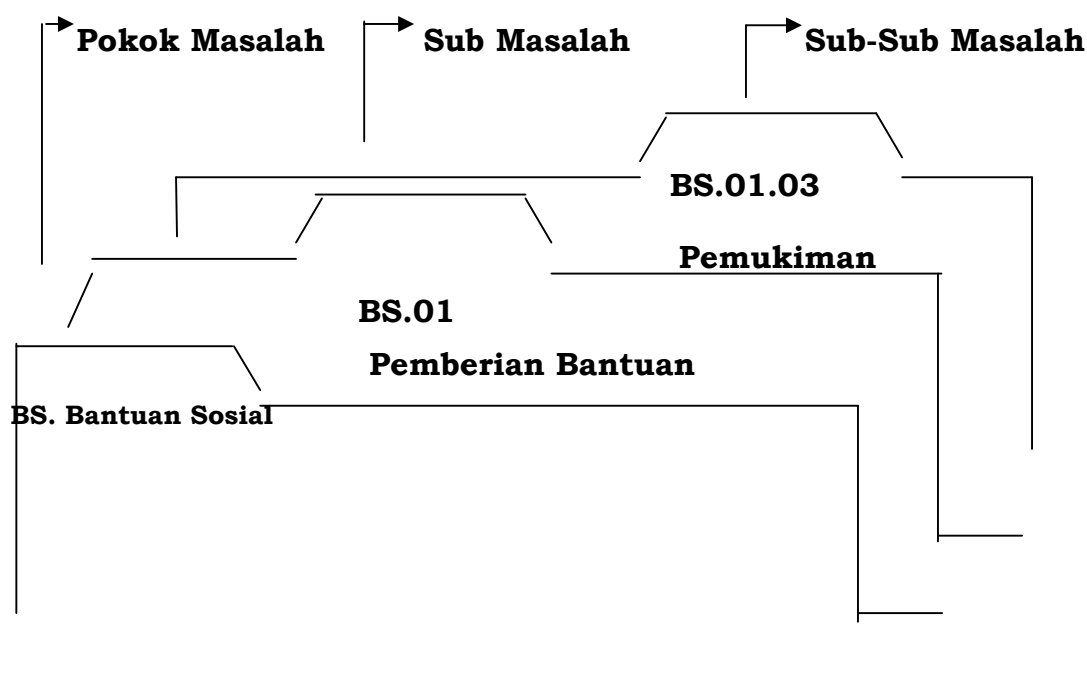 Pokok Masalah
Sub Masalah
Sub-Sub Masalah
BS.01.03
Pemukiman
BS.01
Pemberian Bantuan
BS. Bantuan Sosial